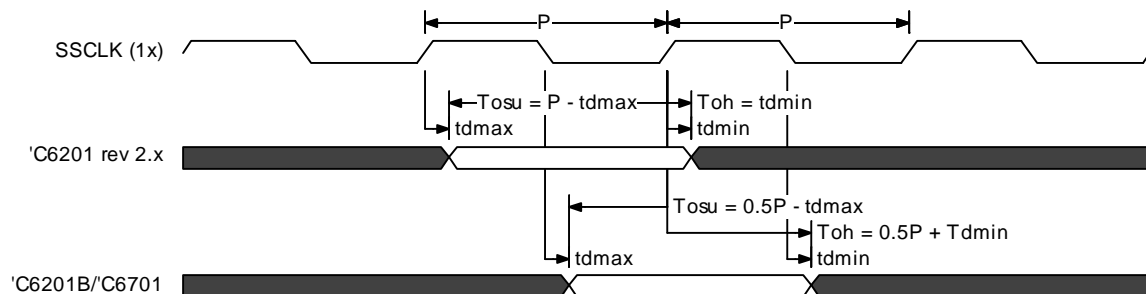 P P
SSCLK (1x)
Tosu = P - tdmax Toh = tdmin
tdmax tdmin
'C6201 rev 2.x
Tosu = 0.5P - tdmax
Toh = 0.5P + Tdmin
tdmax tdmin
'C6201B/'C6701